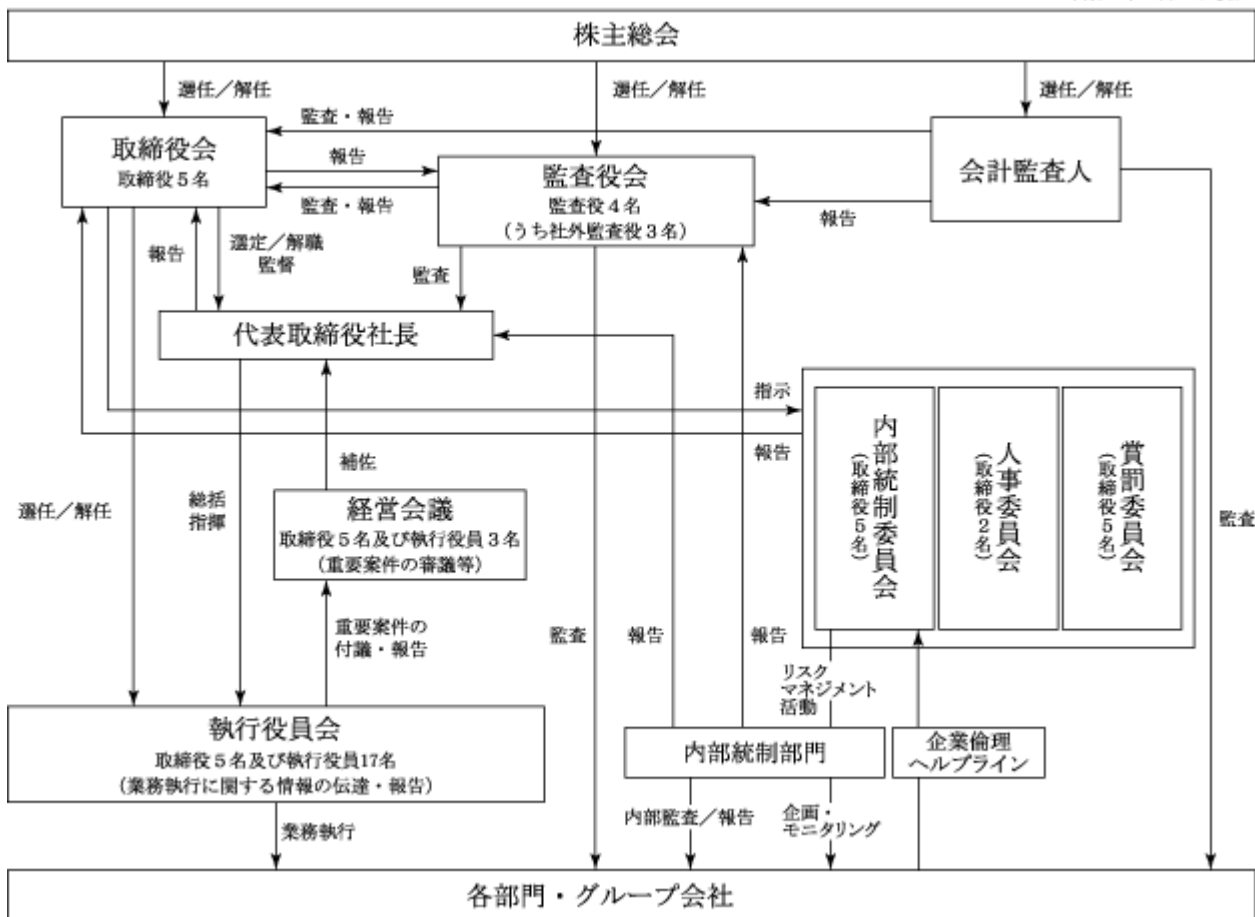 株主総会
選任/解任
選任/解任
選任/解任
監査・報告
取締役会
取締役5名
報告
監査・報告
監査役会
監査役4名
(うち社外監査役3名)
会計監査人
報告
報告
選定/解職
監督
監査
代表取締役社長
指示
報告
内部統制委員会
(取締役5名)
人事委員会
(取締役2名)
賞罰委員会
(取締役5名)
補佐
選任/解任
総括
指揮
経営会議
取締役5名及び執行役員3名
(重要案件の審議等)
監査
重要案件の
付議・報告
監査
報告
報告
リスク
マネジメント
活動
執行役員会
取締役5名及び執行役員17名
(業務執行に関する情報の伝達・報告)
内部統制部門
企業倫理
ヘルプライン
業務執行
内部監査/報告
企画・
モニタリング
各部門・グループ会社